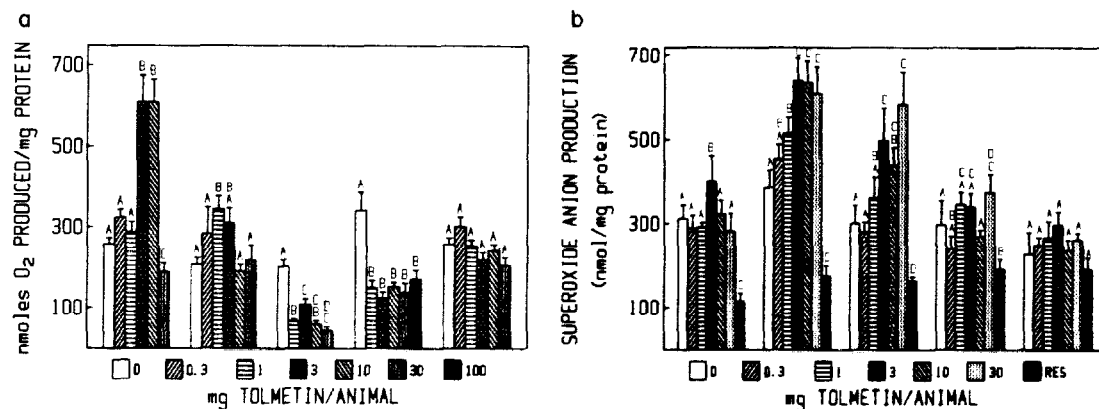 a
nmoles O2 PRODUCED/mg PROTEIN
700
500
300
100
A A A B B C
A A B B A A A
A B C C B D C
A B B B B B
A A A A A A
0 0.3 1 3 10 30 100
mg TOLMETIN/ANIMAL
b
SUPEROXIDE ANION PRODUCTION
(nmol/mg protein)
700
500
300
100
A A A B A A C
A B A B C C C
A A B A C C B C
A B A C A C A A D C B
A A A A A A A
0 0.3 1 3 10 30 RES
mg TOLMETIN/ANIMAL